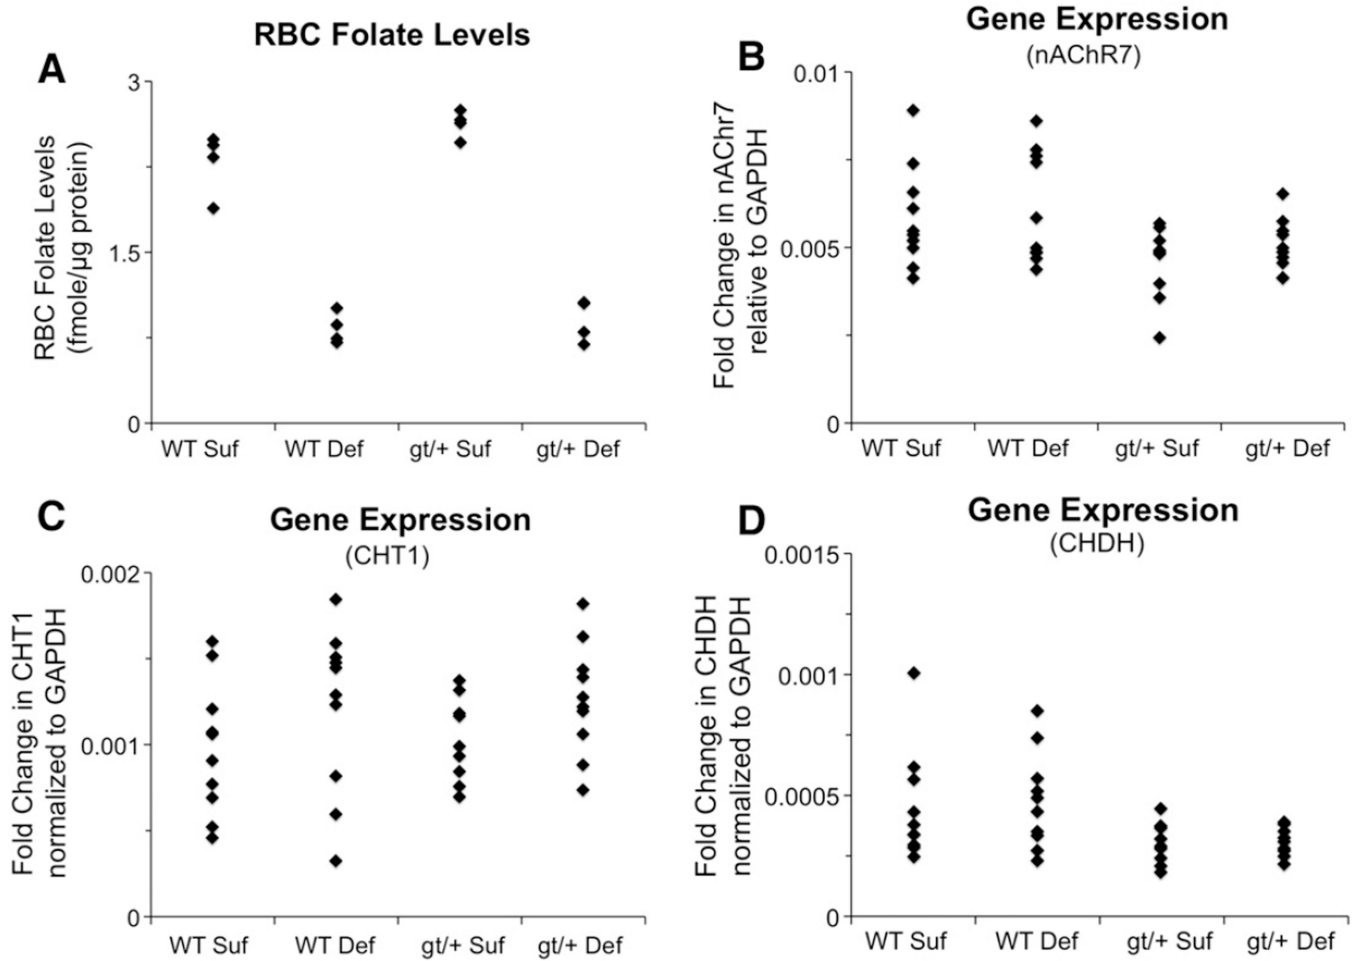 A
RBC Folate Levels
RBC Folate Levels
(fmole/µg protein)
3
1.5
0
WT Suf
WT Def
gt/+ Suf
gt/+ Def
B
Gene Expression
(nAChR7)
Fold Change in nAChr7
relative to GAPDH
0.01
0.005
0
WT Suf
WT Def
gt/+ Suf
gt/+ Def
C
Gene Expression
(CHT1)
Fold Change in CHT1
normalized to GAPDH
0.002
0.001
0
WT Suf
WT Def
gt/+ Suf
gt/+ Def
D
Gene Expression
(CHDH)
Fold Change in CHDH
normalized to GAPDH
0.0015
0.001
0.0005
0
WT Suf
WT Def
gt/+ Suf
gt/+ Def